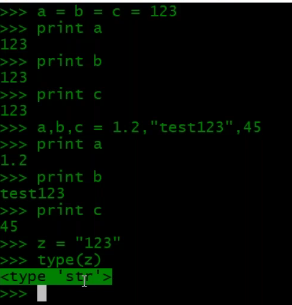 >>> a = b = c = 123
>>> print a
123
>>> print b
123
>>> print c
123
>>> a,b,c = 1.2,"test123",45
>>> print a
1.2
>>> print b
test123
>>> print c
45
>>> z = "123"
>>> type(z)
<type 'str'>
>>>